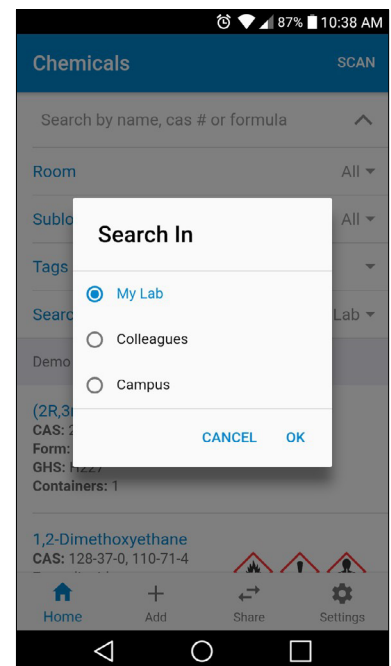 87% 10:38 AM
Chemicals SCAN
Search by name, cas # or formula
Room All
All
Tags
Lab
Search In
My Lab
Colleagues
Campus
CANCEL OK
Demo
CAS:
Form:
GHS: H227
Containers: 1
1,2-Dimethoxyethane
CAS: 128-37-0, 110-71-4
Home Add Share Settings